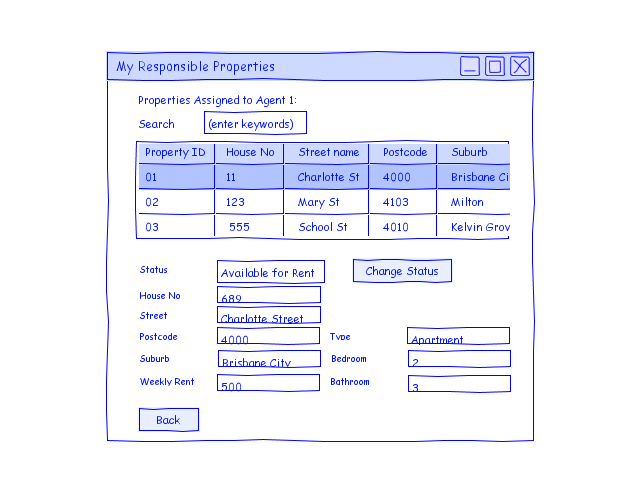 My Responsible Properties
Properties Assigned to Agent 1:
Search (enter keywords)
Property ID House No Street name Postcode Suburb
01 11 Charlotte St 4000 Brisbane Ci
02 123 Mary St 4103 Milton
03 555 School St 4010 Kelvin Grov
Status Available for Rent Change Status
House No 689
Street Charlotte Street
Postcode 4000 Type Apartment
Suburb Brisbane City Bedroom 2
Weekly Rent 500 Bathroom 3
Back